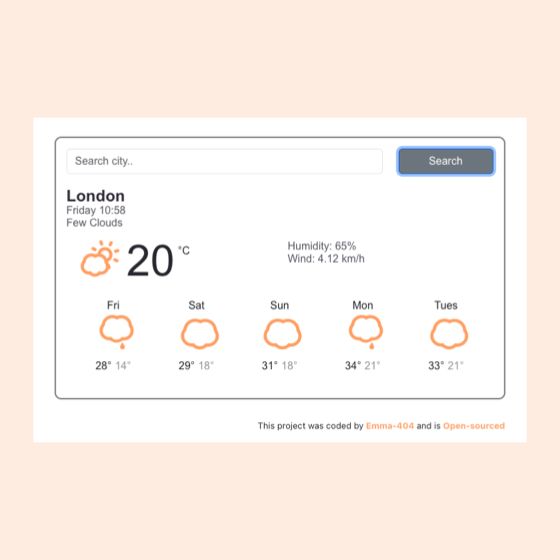 Search city..
Search
London
Friday 10:58
Few Clouds
20 °C
Humidity: 65%
Wind: 4.12 km/h
Fri Sat Sun Mon Tues
28° 14° 29° 18° 31° 18° 34° 21° 33° 21°
This project was coded by Emma-404 and is Open-sourced